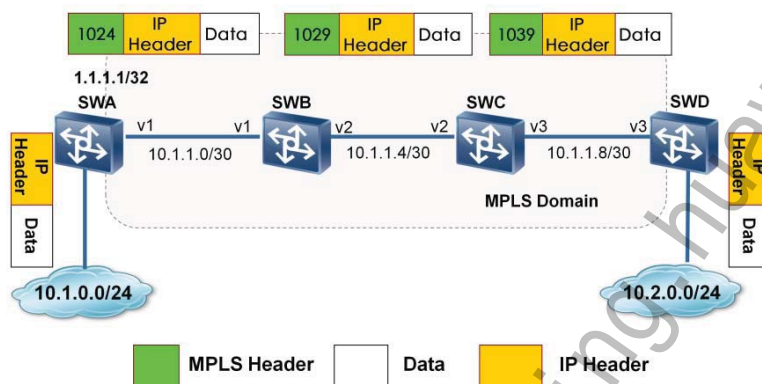 1024 IP Header Data
1029 IP Header Data
1039 IP Header Data
1.1.1.1/32
SWA
SWB
SWC
SWD
v1
v1
v2
v2
v3
v3
10.1.1.0/30
10.1.1.4/30
10.1.1.8/30
IP Header
Data
IP Header
Data
MPLS Domain
10.1.0.0/24
10.2.0.0/24
MPLS Header
Data
IP Header